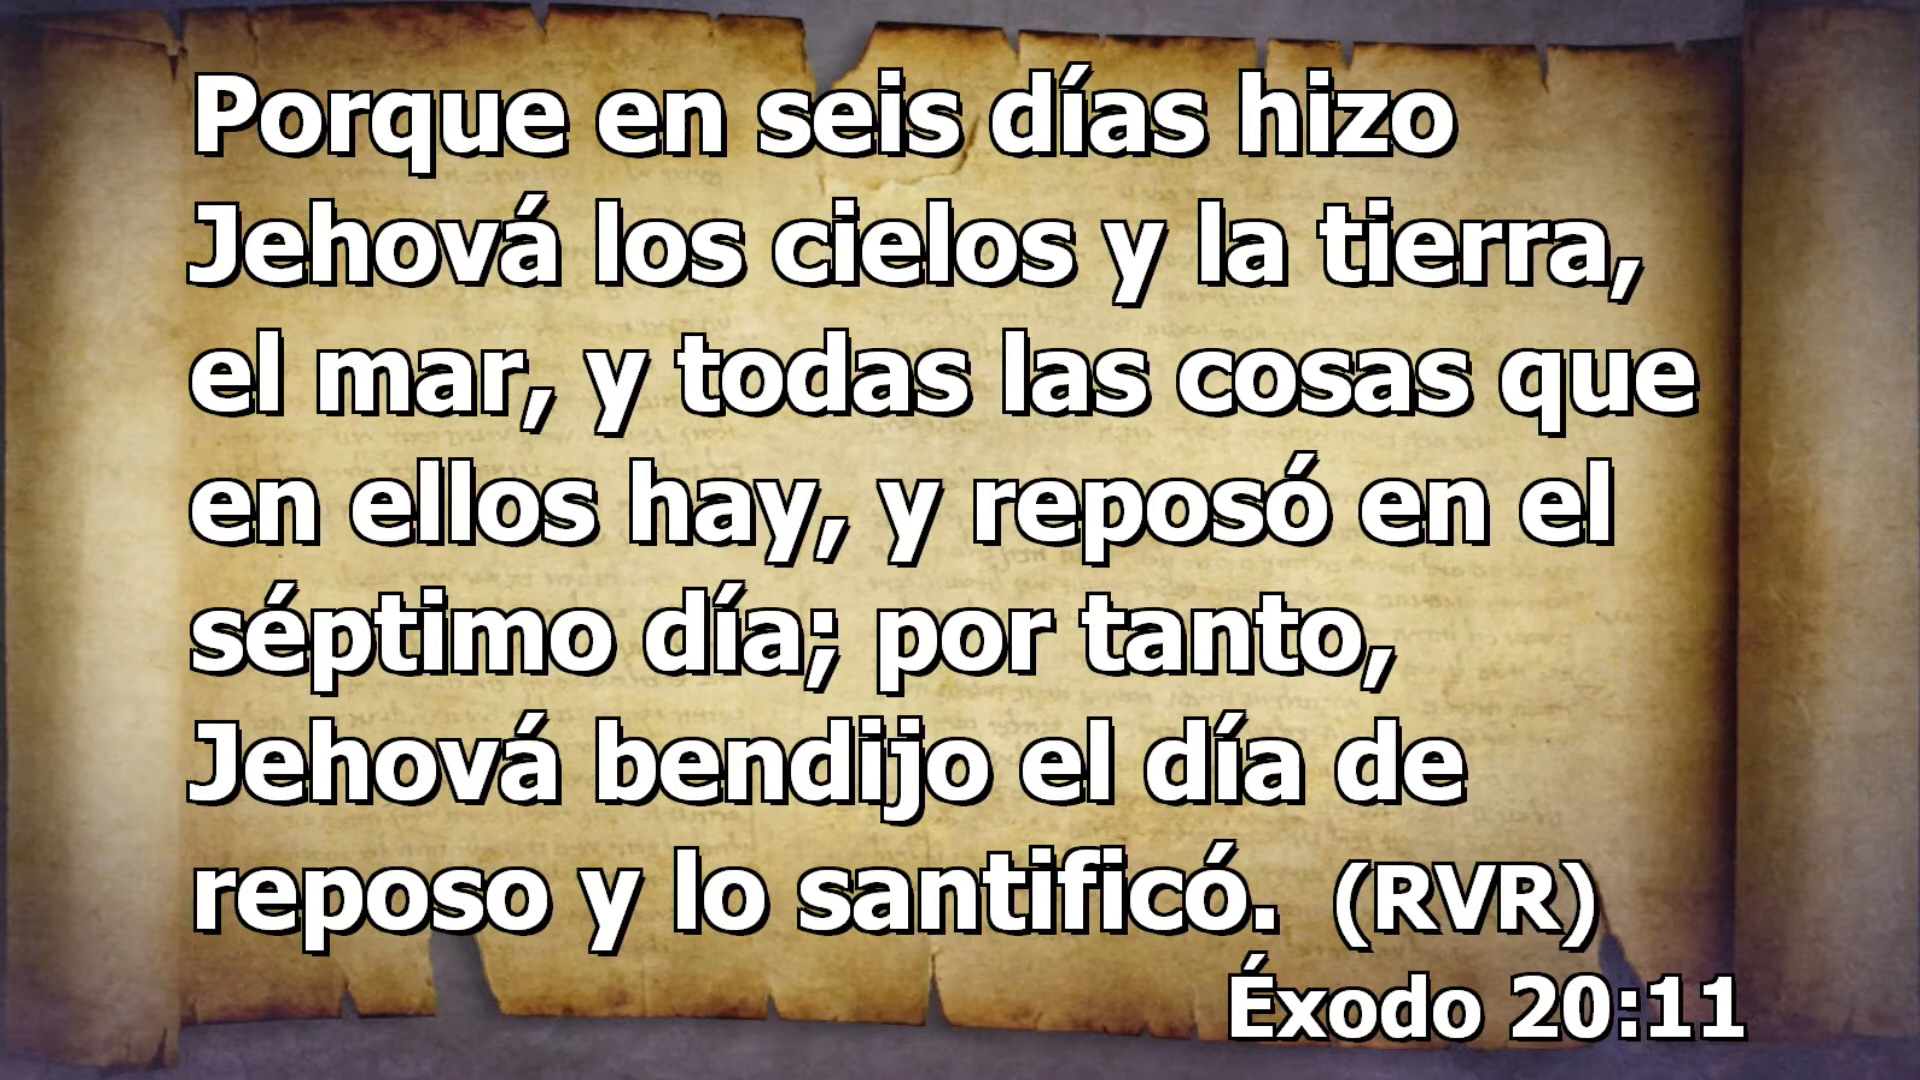 Porque en seis días hizo
Jehová los cielos y la tierra,
el mar, y todas las cosas que
en ellos hay, y reposó en el
séptimo día; por tanto,
Jehová bendijo el día de
reposo y lo santificó. (RVR)
Éxodo 20:11